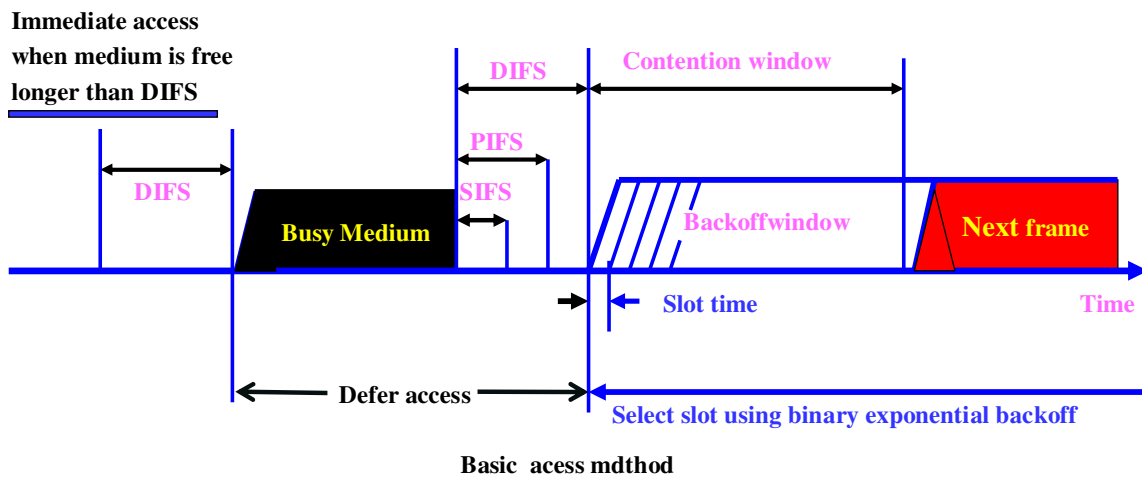 Immediate access
when medium is free
longer than DIFS
DIFS
Contention window
PIFS
DIFS
SIFS
Busy Medium
Backoffwindow
Next frame
Slot time
Time
Defer access
Select slot using binary exponential backoff
Basic acess mdthod